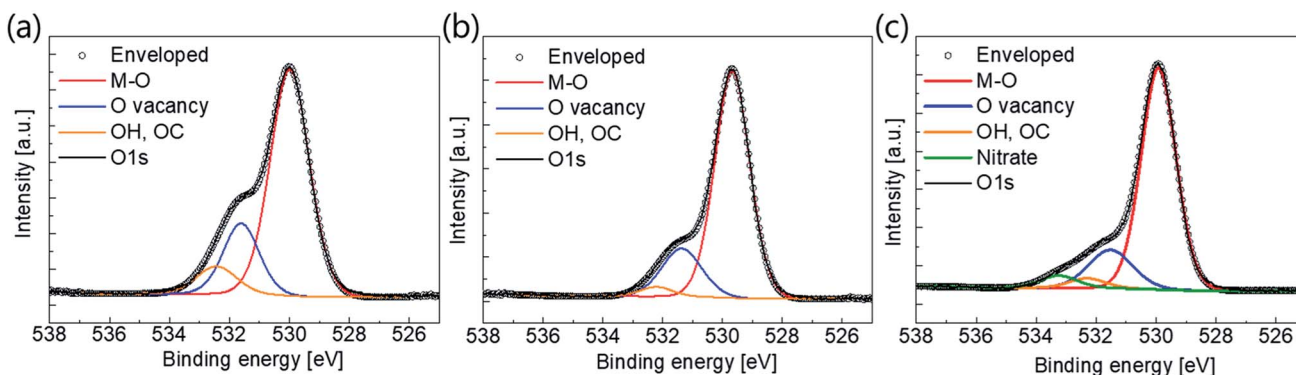 (a)
Enveloped
M-O
O vacancy
OH, OC
O1s
Intensity [a.u.]
538 536 534 532 530 528 526
Binding energy [eV]
(b)
Enveloped
M-O
O vacancy
OH, OC
O1s
Intensity [a.u.]
538 536 534 532 530 528 526
Binding energy [eV]
(c)
Enveloped
M-O
O vacancy
OH, OC
Nitrate
O1s
Intensity [a.u.]
538 536 534 532 530 528 526
Binding energy [eV]